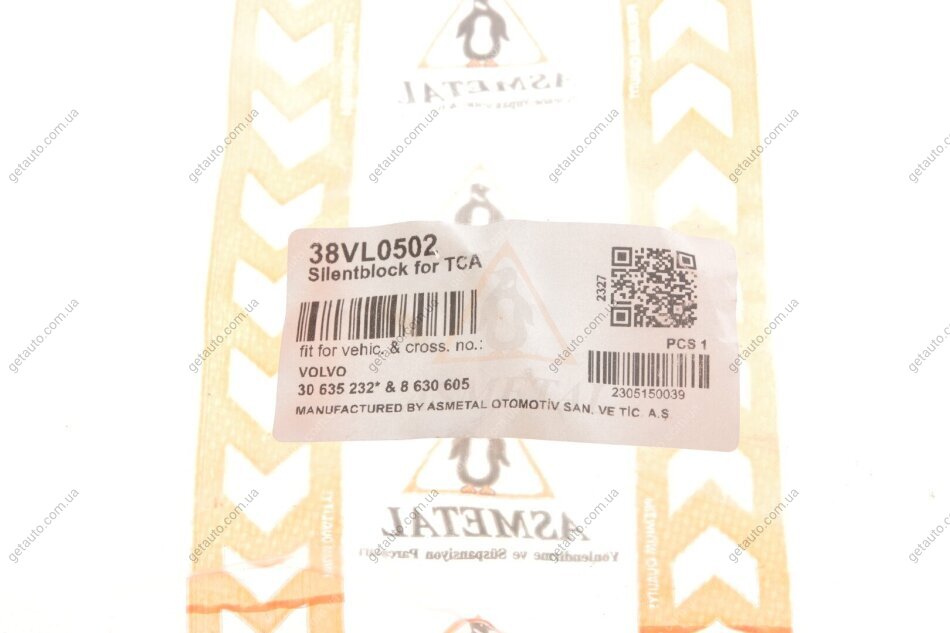 ASMETAL
38VL0502
Silentblock for TCA
2327
fit for vehic. & cross. no.:
PCS 1
VOLVO
30 635 232* & 8 630 605
2305150039
MANUFACTURED BY ASMETAL OTOMOTİV SAN. VE TİC. A.Ş
ASMETAL
Yönlendirme ve Süspansiyon Parçaları
getauto.com.ua